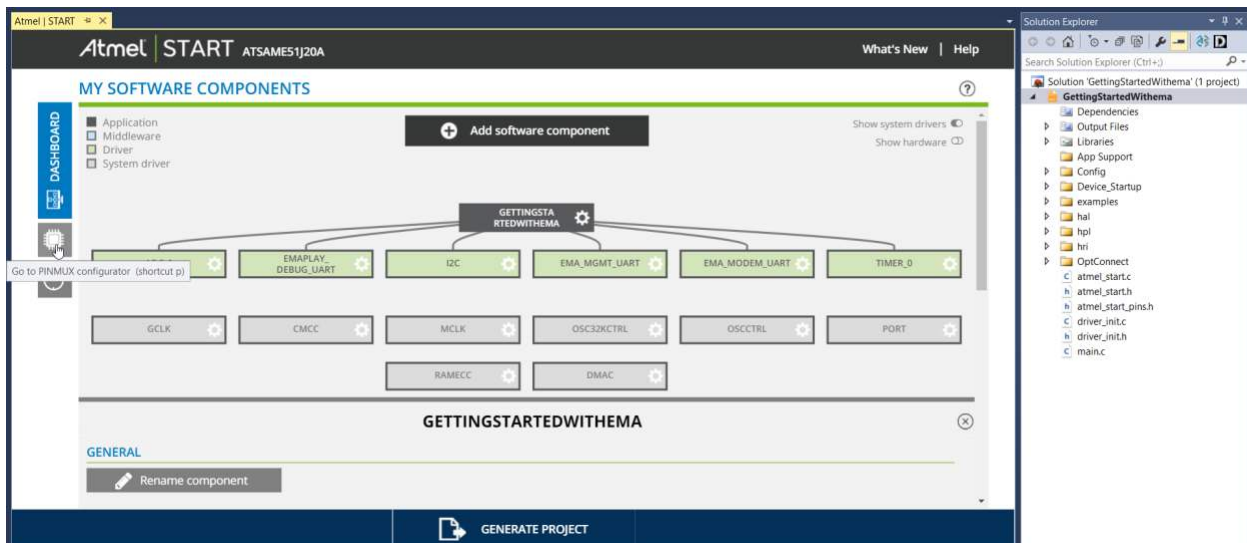 Atmel | START
Atmel START ATSAME51J20A
What's New | Help
MY SOFTWARE COMPONENTS
?
DASHBOARD
Application
Middleware
Driver
System driver
Add software component
Show system drivers
Show hardware
GETTINGSTA
RTEDWITHEMA
EMAPLAY_
DEBUG_UART
I2C
EMA_MGMT_UART
EMA_MODEM_UART
TIMER_0
Go to PINMUX configurator (shortcut p)
GCLK
CMCC
MCLK
OSC32KCTRL
OSCCTRL
PORT
RAMECC
DMAC
GETTINGSTARTEDWITHEMA
GENERAL
Rename component
GENERATE PROJECT
Solution Explorer
Search Solution Explorer (Ctrl+;)
Solution 'GettingStartedWithema' (1 project)
GettingStartedWithema
Dependencies
Output Files
Libraries
App Support
Config
Device_Startup
examples
hal
hpl
hri
OptConnect
c atmel_start.c
h atmel_start.h
h atmel_start_pins.h
c driver_init.c
h driver_init.h
c main.c